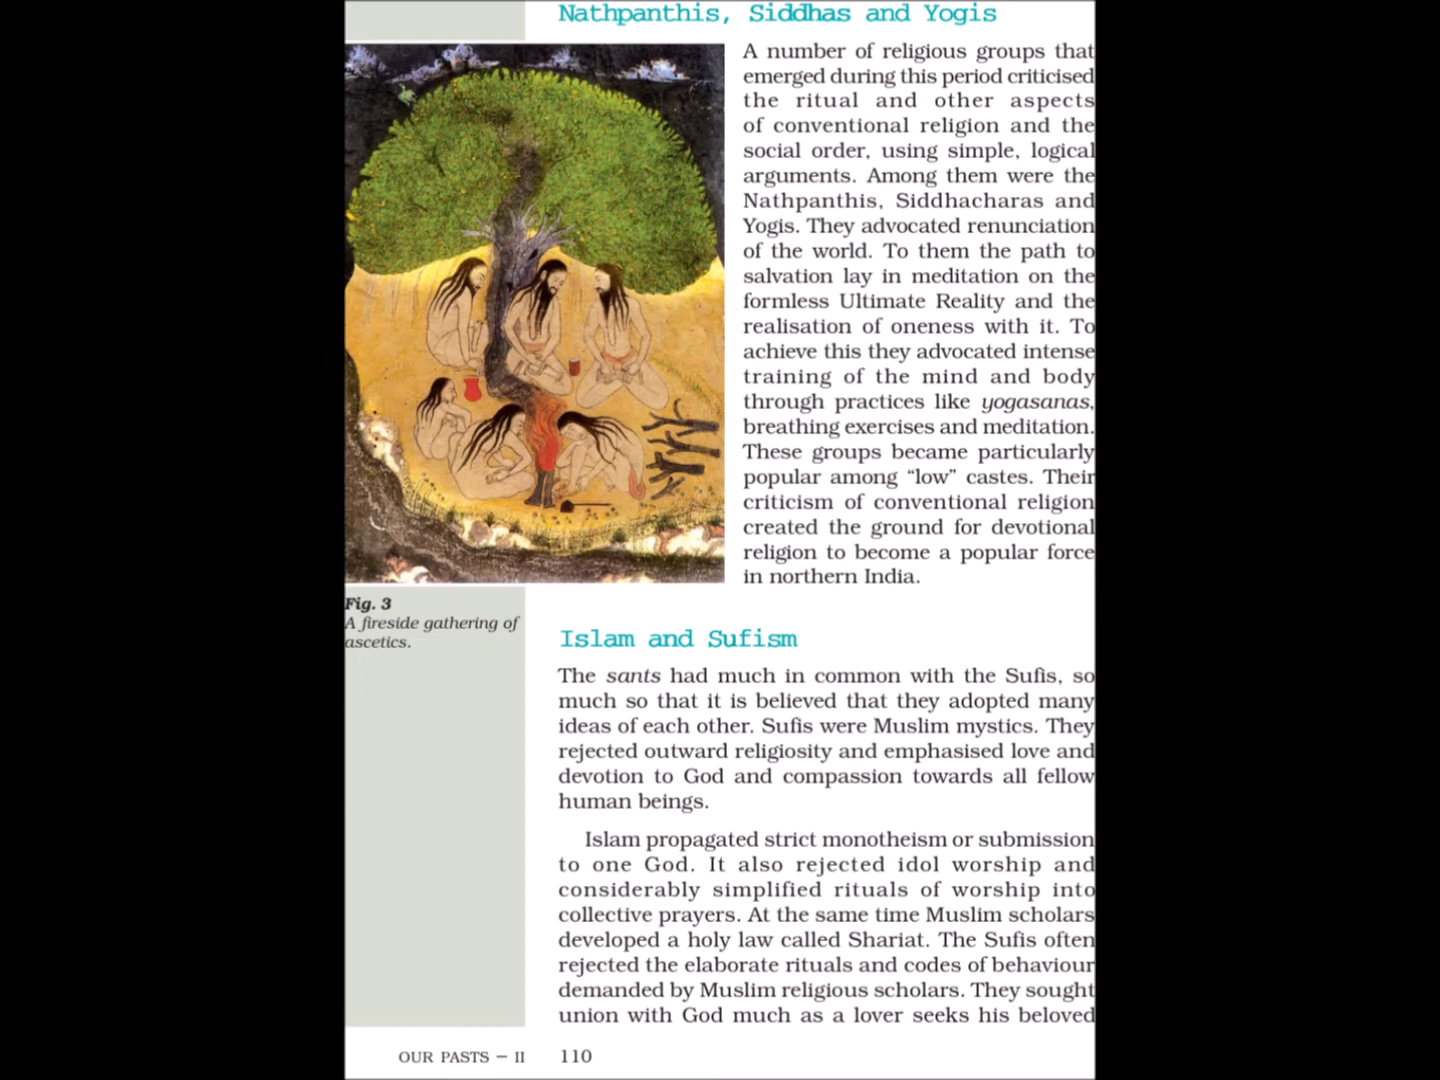 Nathpanthis, Siddhas and Yogis
A number of religious groups that
emerged during this period criticised
the ritual and other aspects
of conventional religion and the
social order, using simple, logical
arguments. Among them were the
Nathpanthis, Siddhacharas and
Yogis. They advocated renunciation
of the world. To them the path to
salvation lay in meditation on the
formless Ultimate Reality and the
realisation of oneness with it. To
achieve this they advocated intense
training of the mind and body
through practices like yogasanas,
breathing exercises and meditation.
These groups became particularly
popular among “low” castes. Their
criticism of conventional religion
created the ground for devotional
religion to become a popular force
in northern India.
Fig. 3
A fireside gathering of
ascetics.
Islam and Sufism
The sants had much in common with the Sufis, so
much so that it is believed that they adopted many
ideas of each other. Sufis were Muslim mystics. They
rejected outward religiosity and emphasised love and
devotion to God and compassion towards all fellow
human beings.
Islam propagated strict monotheism or submission
to one God. It also rejected idol worship and
considerably simplified rituals of worship into
collective prayers. At the same time Muslim scholars
developed a holy law called Shariat. The Sufis often
rejected the elaborate rituals and codes of behaviour
demanded by Muslim religious scholars. They sought
union with God much as a lover seeks his beloved
OUR PASTS – II 110